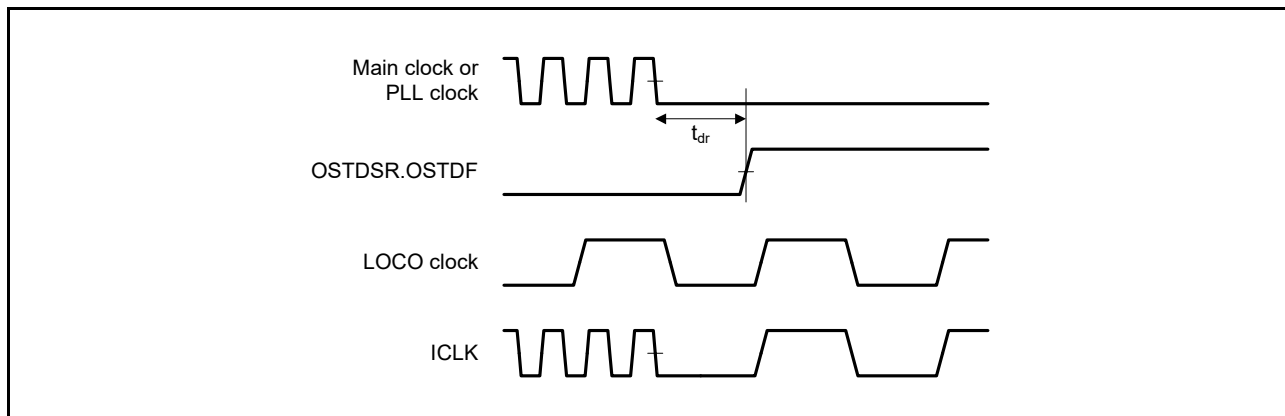 Main clock or
PLL clock
tdr
OSTDSR.OSTDF
LOCO clock
ICLK